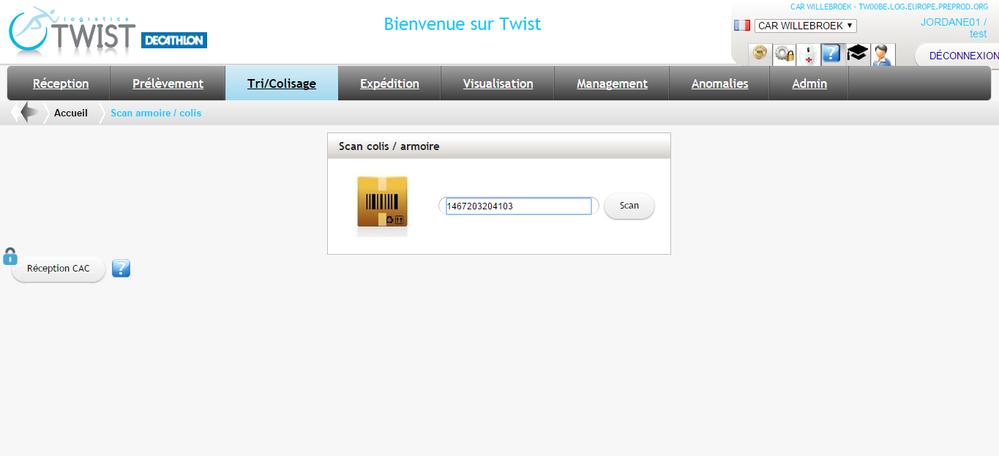 CAR WILLEBROEK - TW00BE.LOG.EUROPE.PREPROD.ORG
logistics
TWIST DECATHLON
Bienvenue sur Twist
CAR WILLEBROEK
JORDANE01 /
test
DÉCONNEXION
Réception Prélèvement Tri/Colisage Expédition Visualisation Management Anomalies Admin
Accueil Scan armoire / colis
Scan colis / armoire
1467203204103 Scan
Réception CAC ?